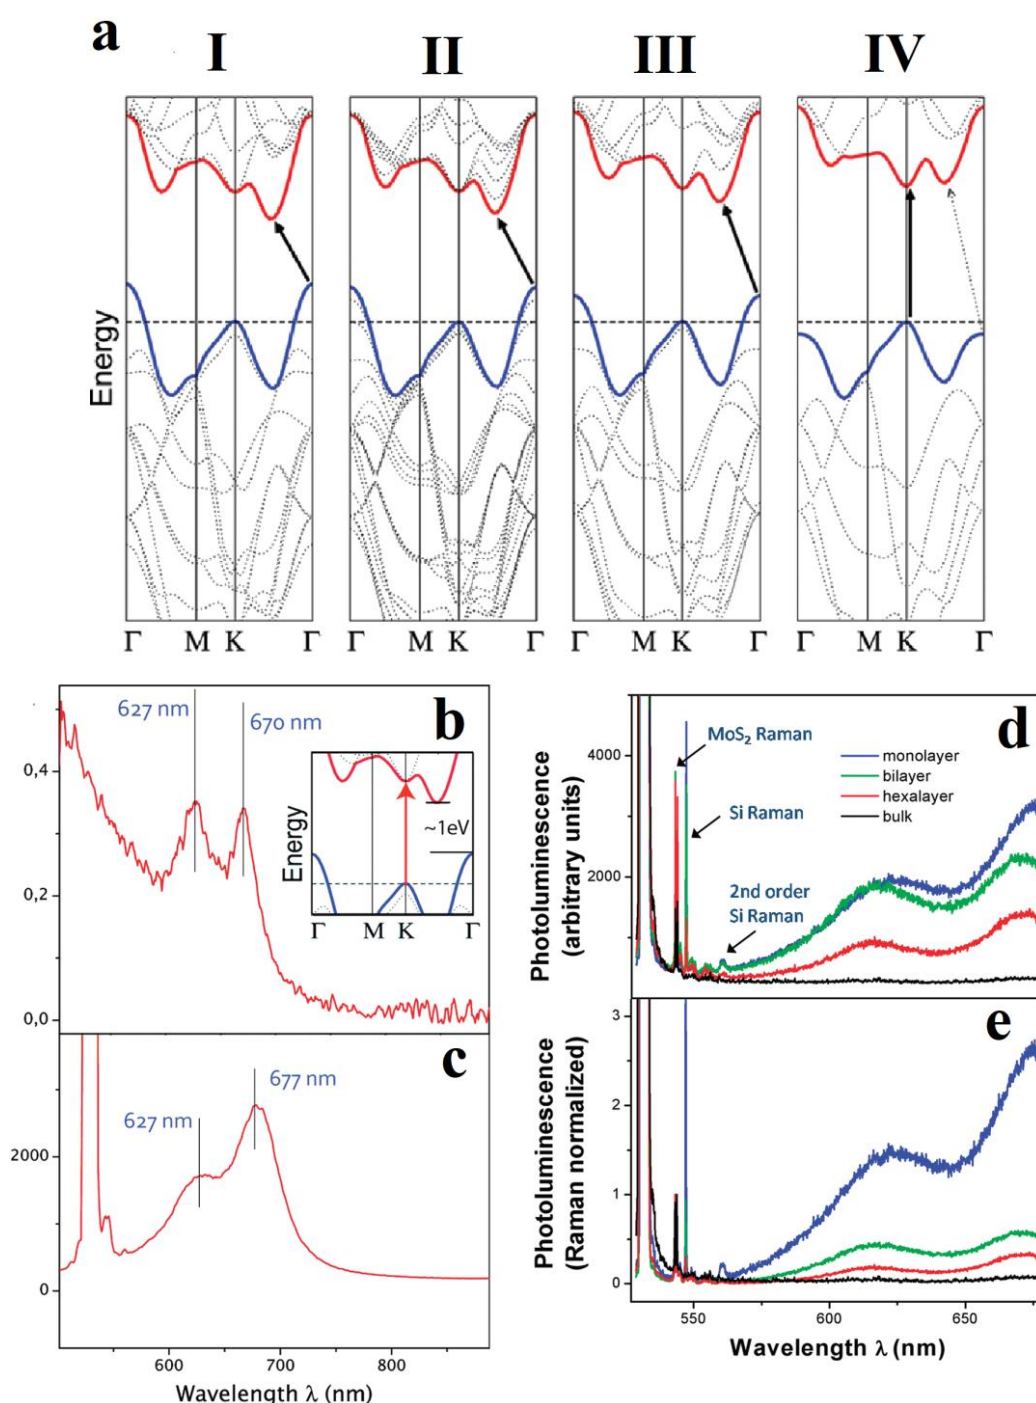 a
I II III IV
Energy
Γ M K Γ Γ M K Γ Γ M K Γ Γ M K Γ
b
627 nm
670 nm
0,4
0,2
0,0
Energy
~1eV
Γ M K Γ
c
627 nm
677 nm
2000
0
600 700 800
Wavelength λ (nm)
d
Photoluminescence
(arbitrary units)
4000
2000
MoS₂ Raman
Si Raman
2nd order
Si Raman
monolayer
bilayer
hexalayer
bulk
e
Photoluminescence
(Raman normalized)
3
2
1
0
550 600 650
Wavelength λ (nm)